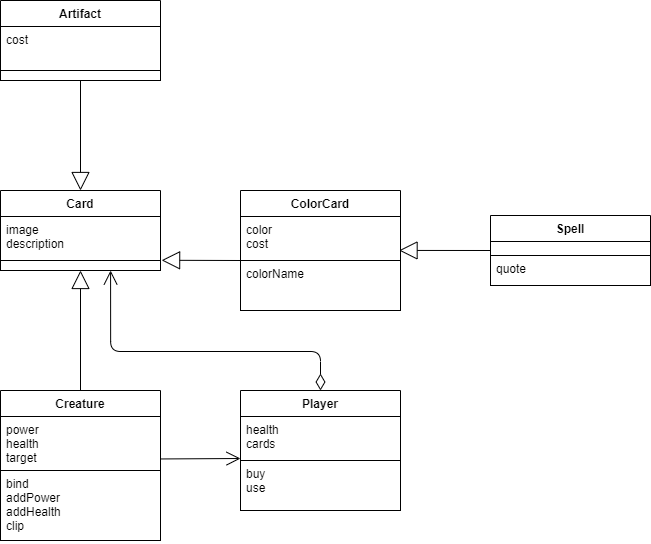 Artifact
cost
Card
image
description
ColorCard
color
cost
colorName
Spell
quote
Creature
power
health
target
bind
addPower
addHealth
clip
Player
health
cards
buy
use